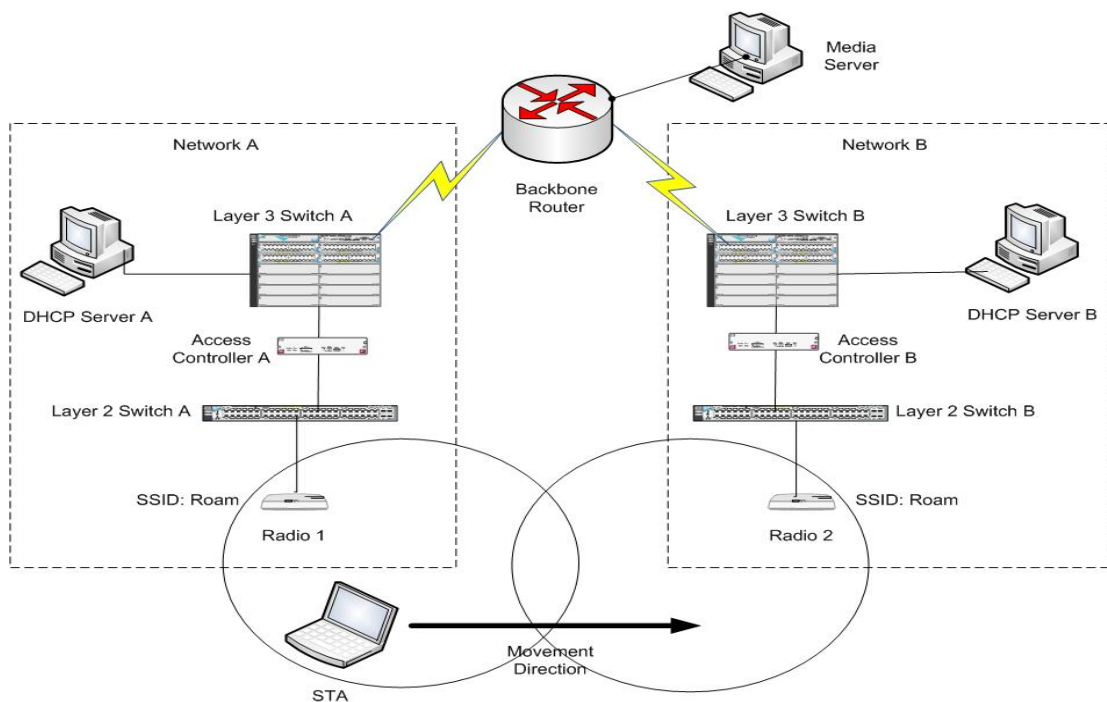 Media
Server
Network A
Network B
Backbone
Router
Layer 3 Switch A
Layer 3 Switch B
DHCP Server A
DHCP Server B
Access
Controller A
Access
Controller B
Layer 2 Switch A
Layer 2 Switch B
SSID: Roam
SSID: Roam
Radio 1
Radio 2
Movement
Direction
STA